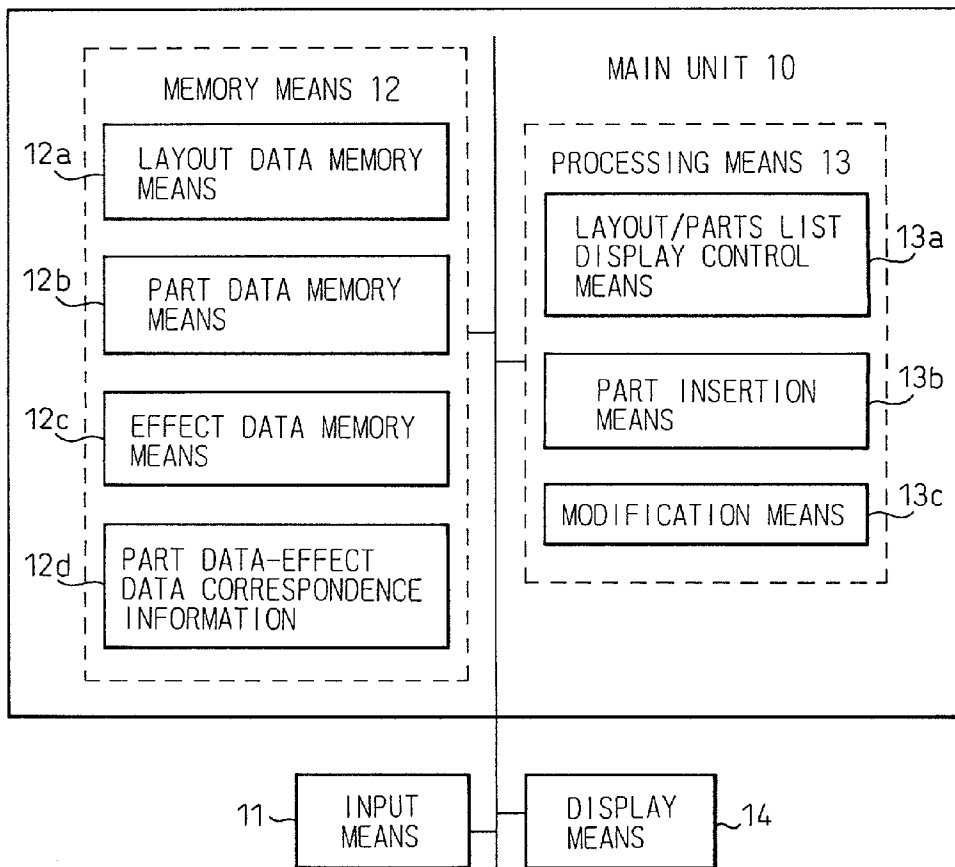 MAIN UNIT 10
MEMORY MEANS 12
12a
LAYOUT DATA MEMORY
MEANS
12b
PART DATA MEMORY
MEANS
12c
EFFECT DATA MEMORY
MEANS
12d
PART DATA-EFFECT
DATA CORRESPONDENCE
INFORMATION
PROCESSING MEANS 13
LAYOUT/PARTS LIST
DISPLAY CONTROL
MEANS
13a
PART INSERTION
MEANS
13b
MODIFICATION MEANS
13c
11
INPUT
MEANS
DISPLAY
MEANS
14